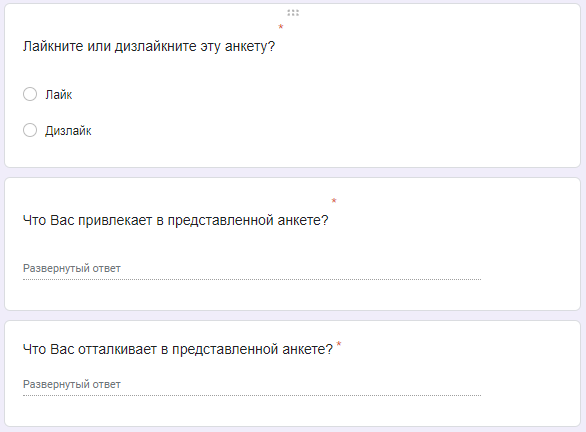 Лайкните или дизлайкните эту анкету? *
Лайк
Дизлайк
Что Вас привлекает в представленной анкете? *
Развернутый ответ
Что Вас отталкивает в представленной анкете? *
Развернутый ответ